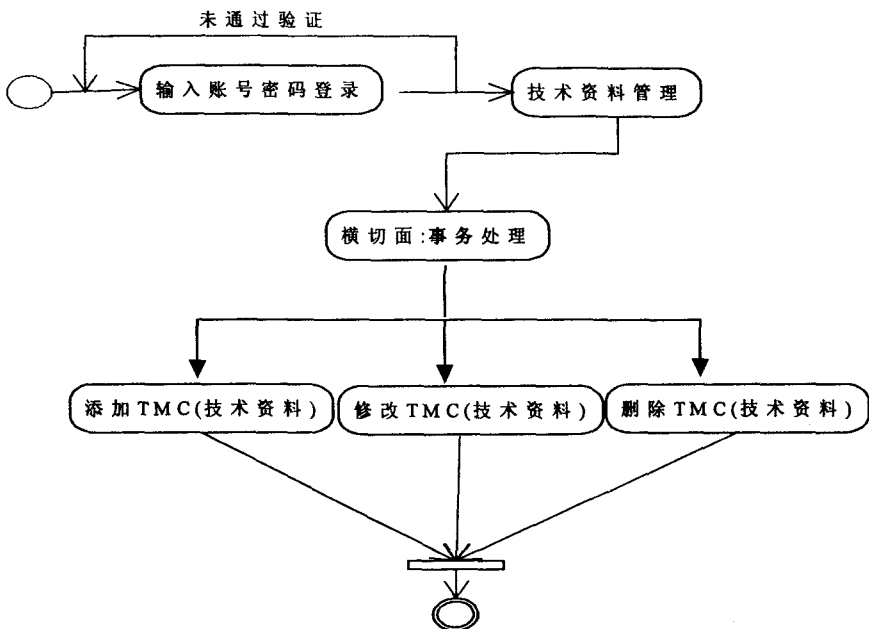 未通过验证
输入账号密码登录
技术资料管理
横切面:事务处理
添加TMC(技术资料)
修改TMC(技术资料)
删除TMC(技术资料)